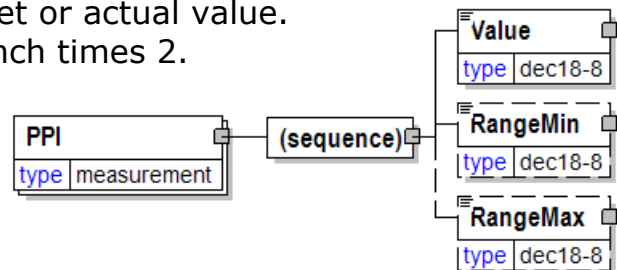 et or actual value.
nch times 2.
Value
type dec18-8
PPI
type measurement
(sequence)
RangeMin
type dec18-8
RangeMax
type dec18-8